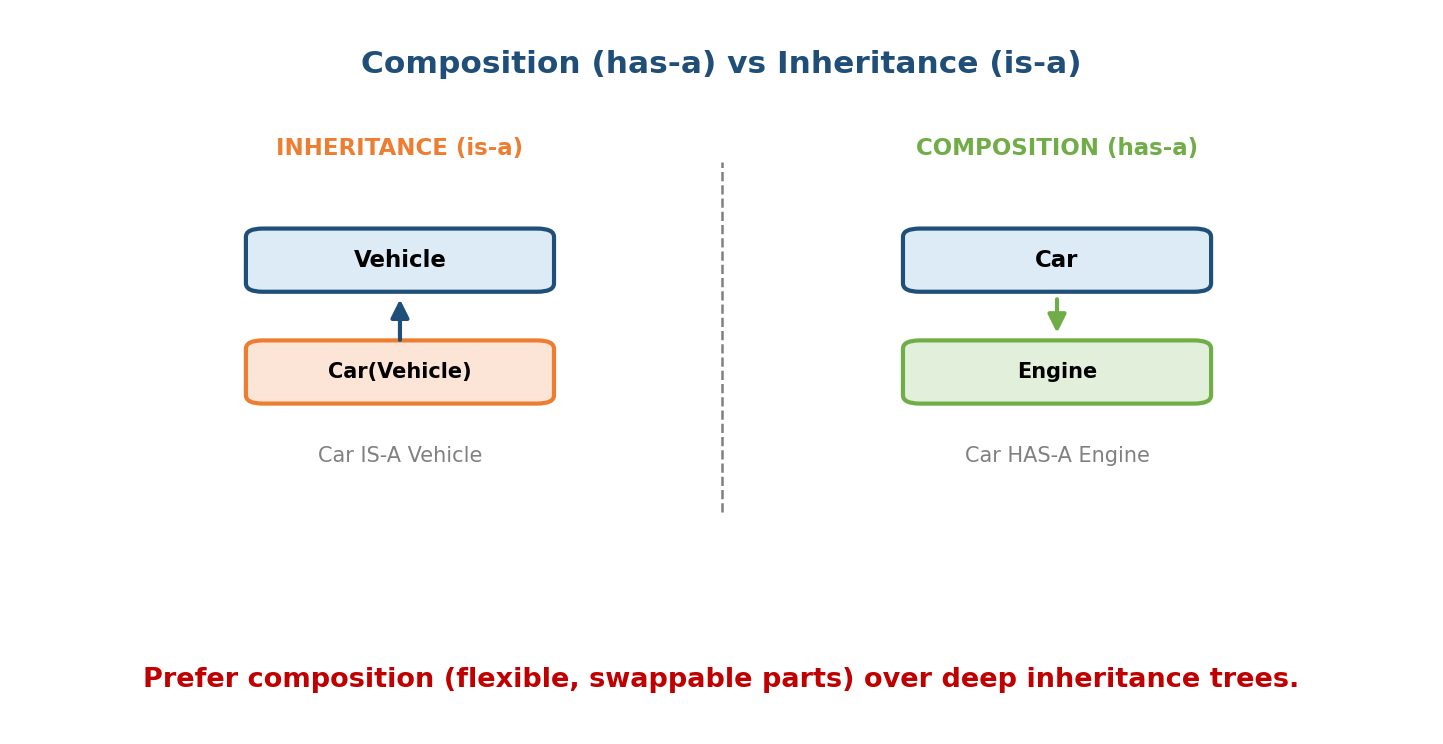 Composition (has-a) vs Inheritance (is-a)
INHERITANCE (is-a)
Vehicle
Car(Vehicle)
Car IS-A Vehicle
COMPOSITION (has-a)
Car
Engine
Car HAS-A Engine
Prefer composition (flexible, swappable parts) over deep inheritance trees.